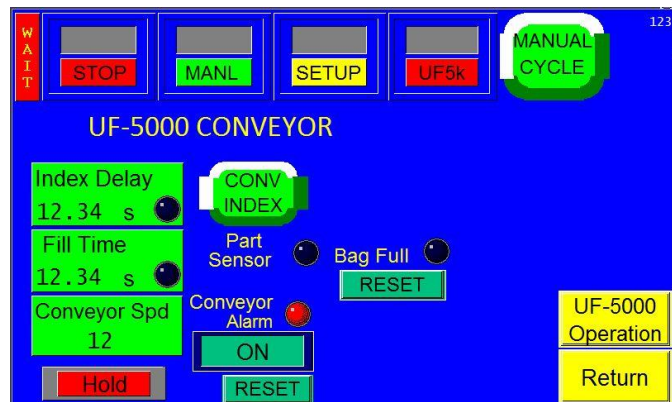 123
WAIT
STOP
MANL
SETUP
UF5k
MANUAL
CYCLE
UF-5000 CONVEYOR
Index Delay
12.34 s
CONV
INDEX
Fill Time
12.34 s
Part
Sensor
Bag Full
RESET
Conveyor Spd
12
Conveyor
Alarm
ON
RESET
Hold
UF-5000
Operation
Return